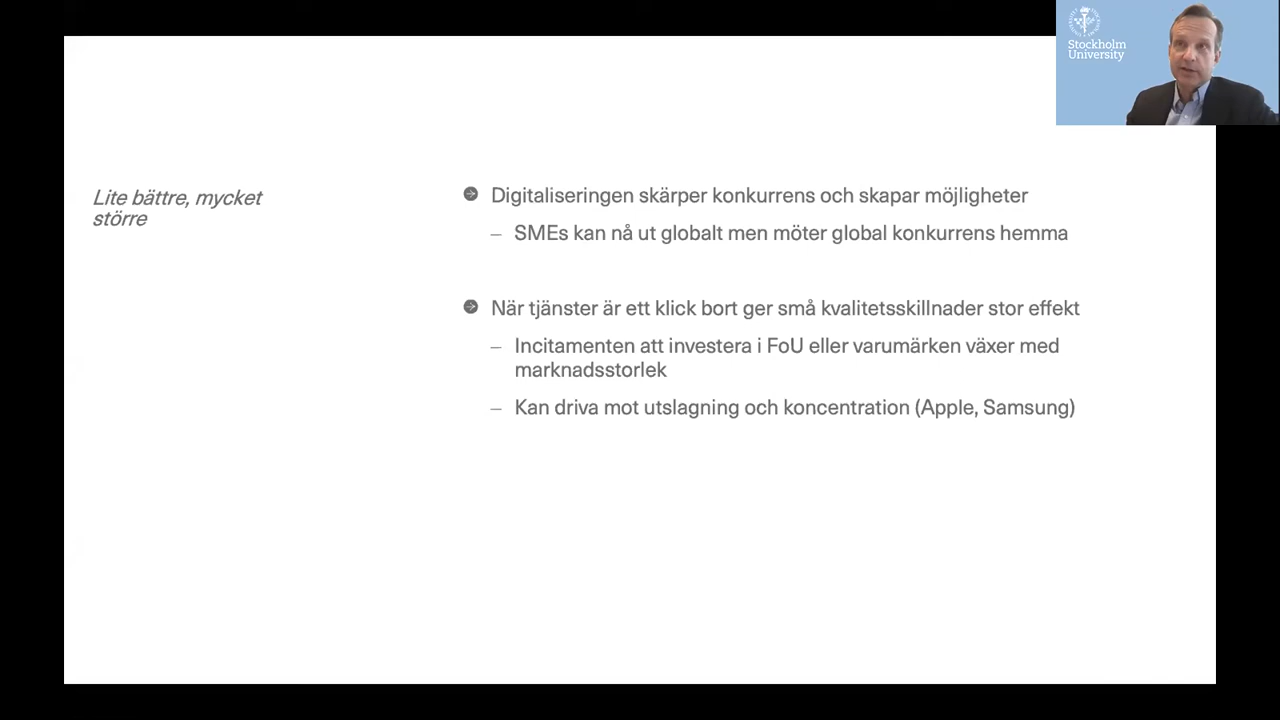 Stockholm
University
Lite bättre, mycket
större
Digitaliseringen skärper konkurrens och skapar möjligheter
– SMEs kan nå ut globalt men möter global konkurrens hemma
När tjänster är ett klick bort ger små kvalitetsskillnader stor effekt
– Incitamenten att investera i FoU eller varumärken växer med
marknadsstorlek
– Kan driva mot utslagning och koncentration (Apple, Samsung)